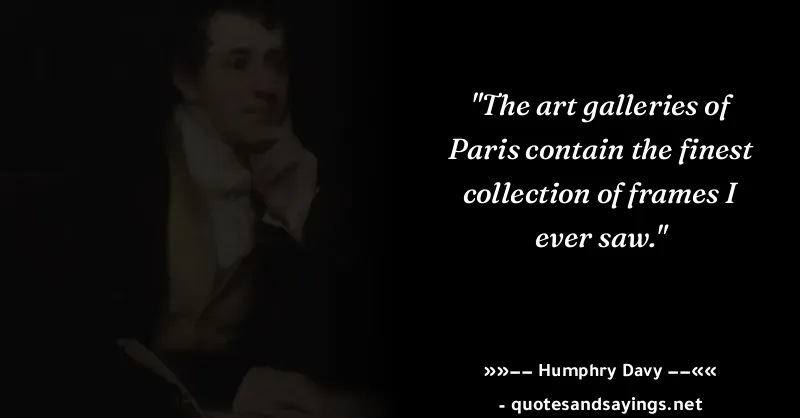 "The art galleries of
Paris contain the finest
collection of frames I
ever saw."
»»−− Humphry Davy −−««
- quotesandsayings.net